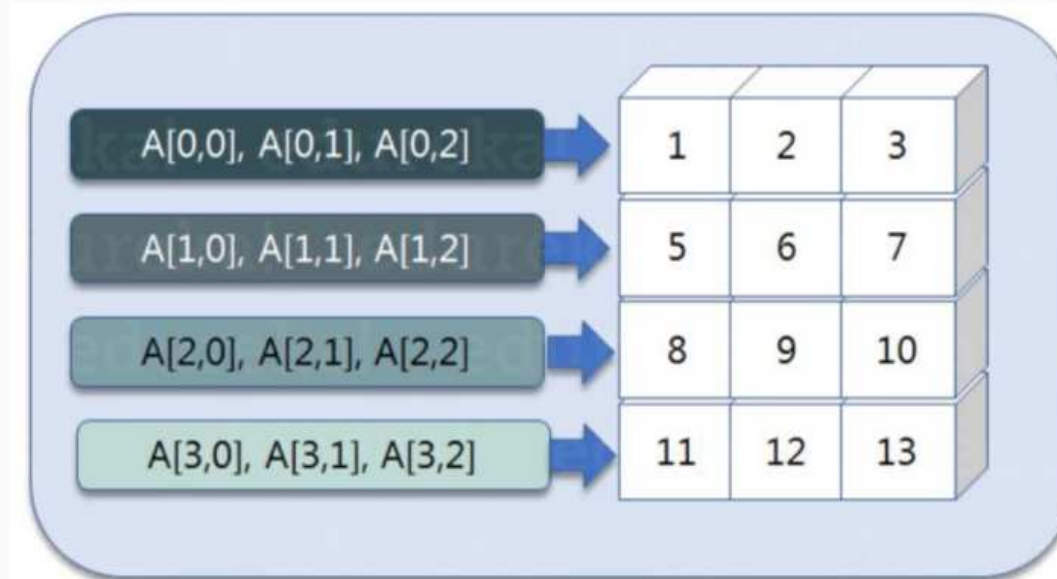 A[0,0], A[0,1], A[0,2] 1 2 3
A[1,0], A[1,1], A[1,2] 5 6 7
A[2,0], A[2,1], A[2,2] 8 9 10
A[3,0], A[3,1], A[3,2] 11 12 13